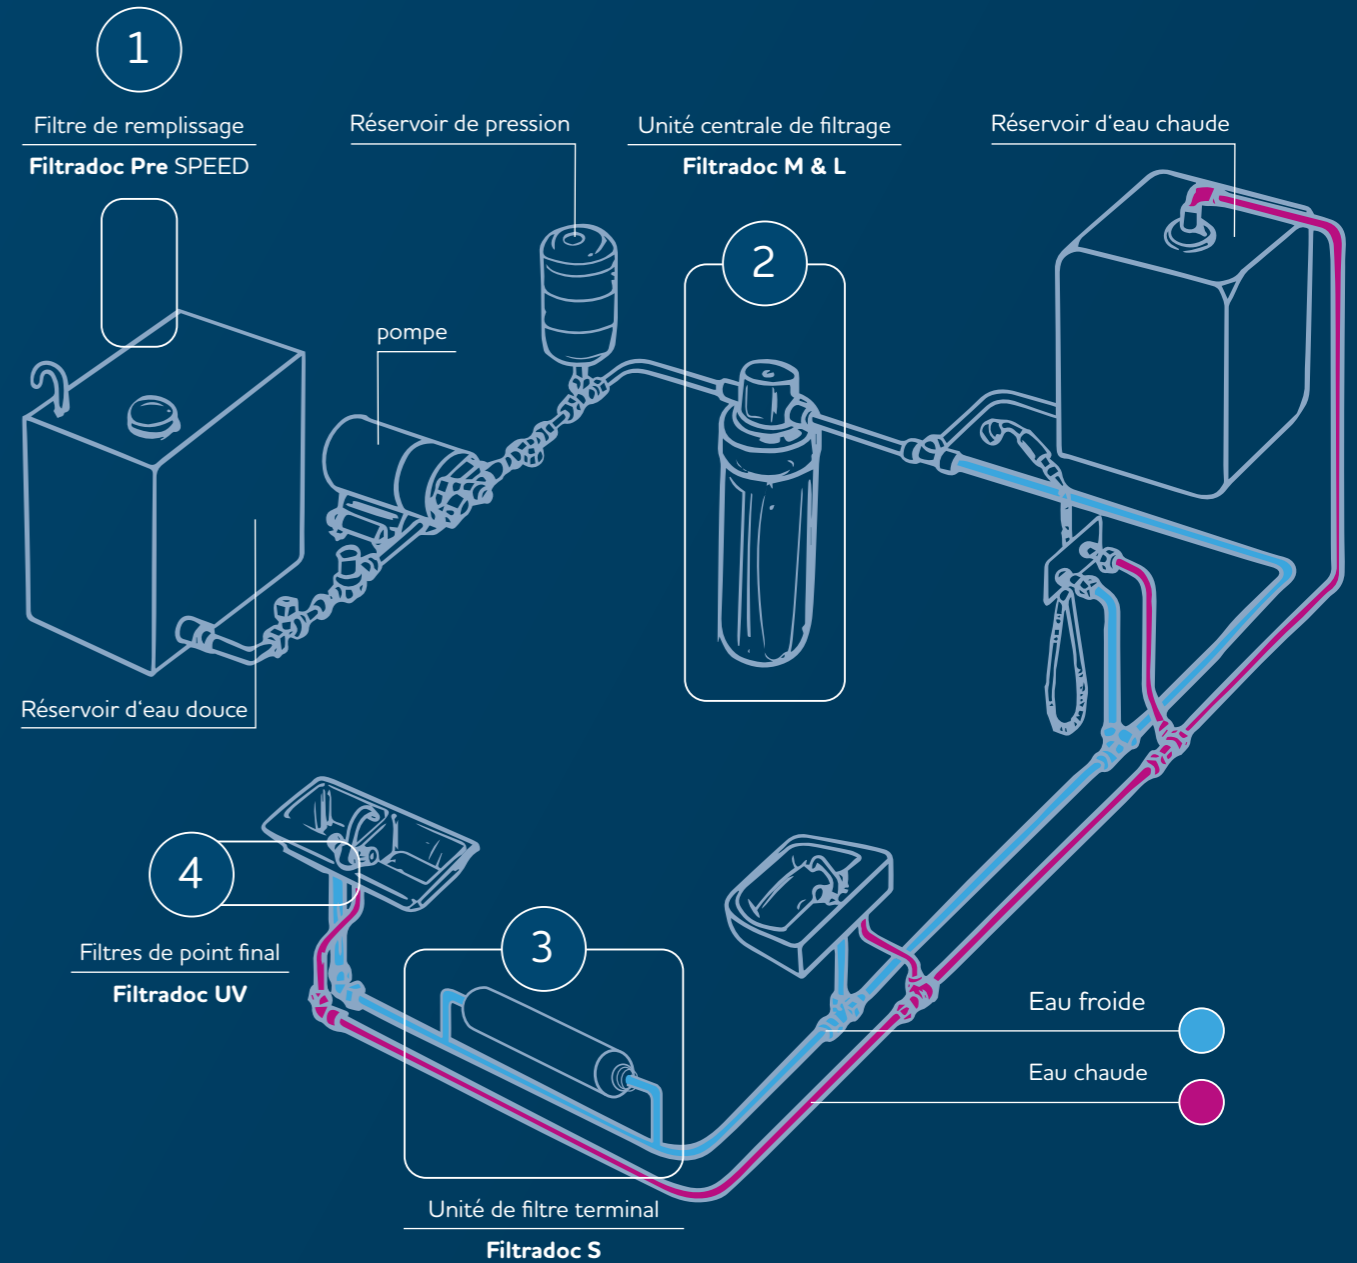 1
Filtre de remplissage
Filtradoc Pre SPEED
Réservoir de pression
Unité centrale de filtrage
Filtradoc M & L
Réservoir d‘eau chaude
2
pompe
Réservoir d‘eau douce
4
Filtres de point final
Filtradoc UV
3
Unité de filtre terminal
Filtradoc S
Eau froide
Eau chaude